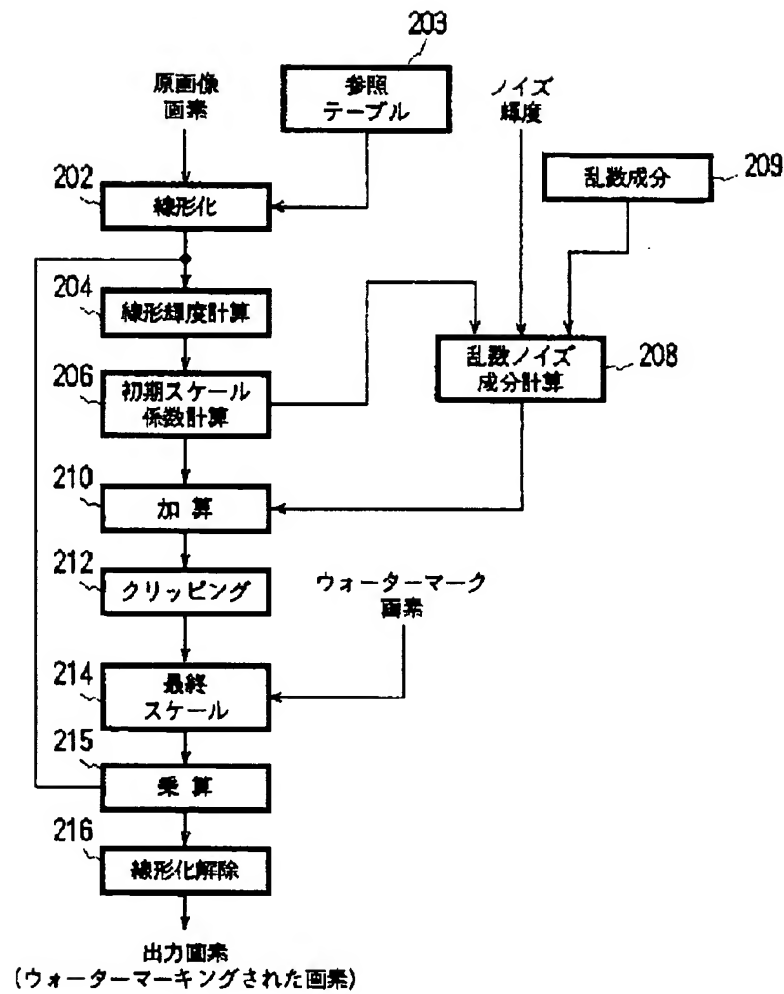 203
原画像
画素
参照
テーブル
ノイズ
輝度
202
線形化
乱数成分
209
204
線形輝度計算
206
初期スケール
係数計算
乱数ノイズ
成分計算
208
210
加 算
212
クリッピング
ウォーターマーク
画素
214
最終
スケール
215
乗 算
216
線形化解除
出力画素
(ウォーターマーキングされた画素)